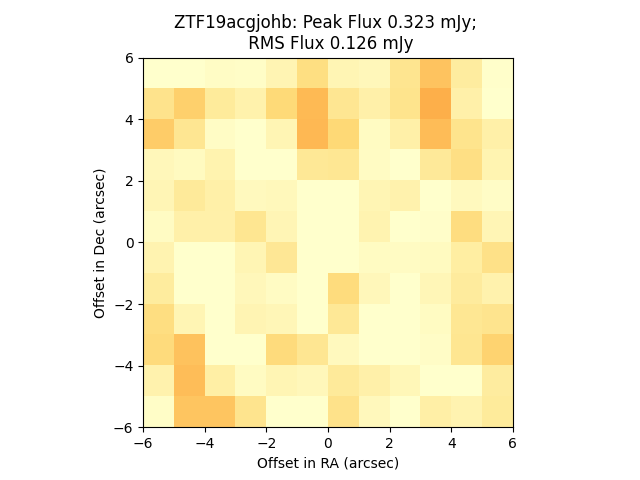 ZTF19acgjohb: Peak Flux 0.323 mJy;
RMS Flux 0.126 mJy
6
4
2
0
−2
−4
−6
Offset in Dec (arcsec)
−6 −4 −2 0 2 4 6
Offset in RA (arcsec)